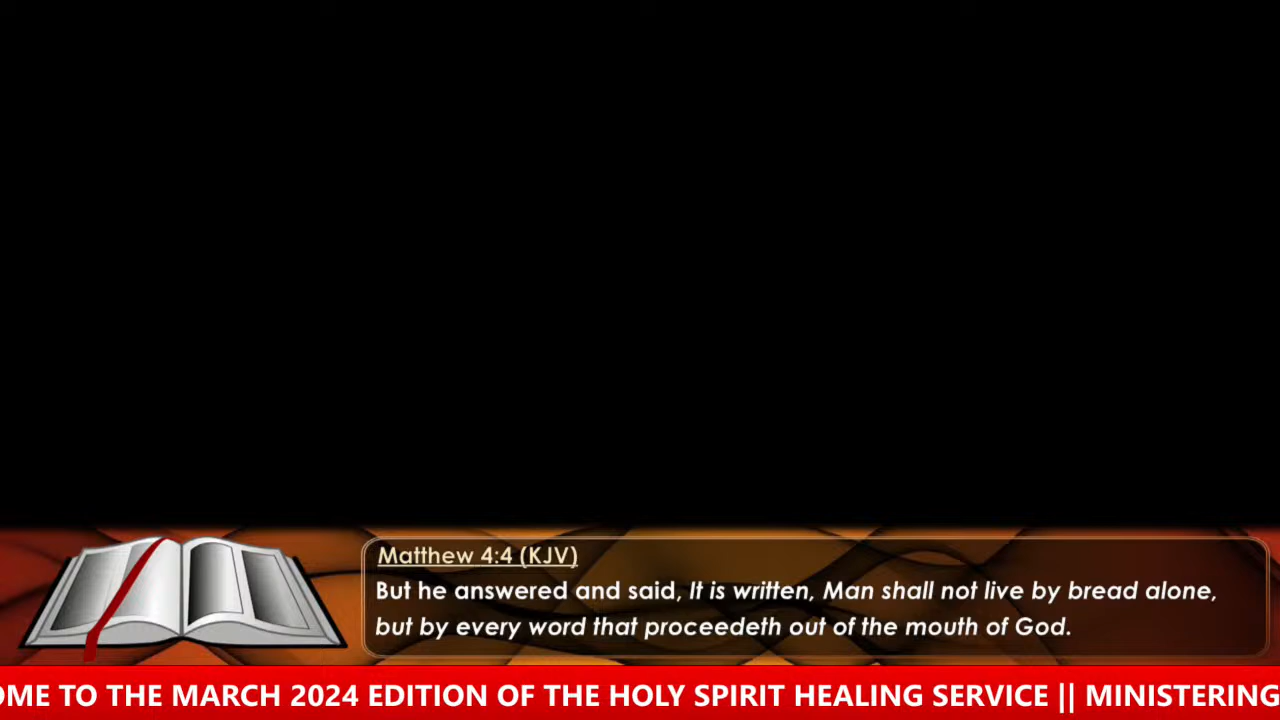 Matthew 4:4 (KJV)
But he answered and said, It is written, Man shall not live by bread alone,
but by every word that proceedeth out of the mouth of God.
OME TO THE MARCH 2024 EDITION OF THE HOLY SPIRIT HEALING SERVICE || MINISTERING